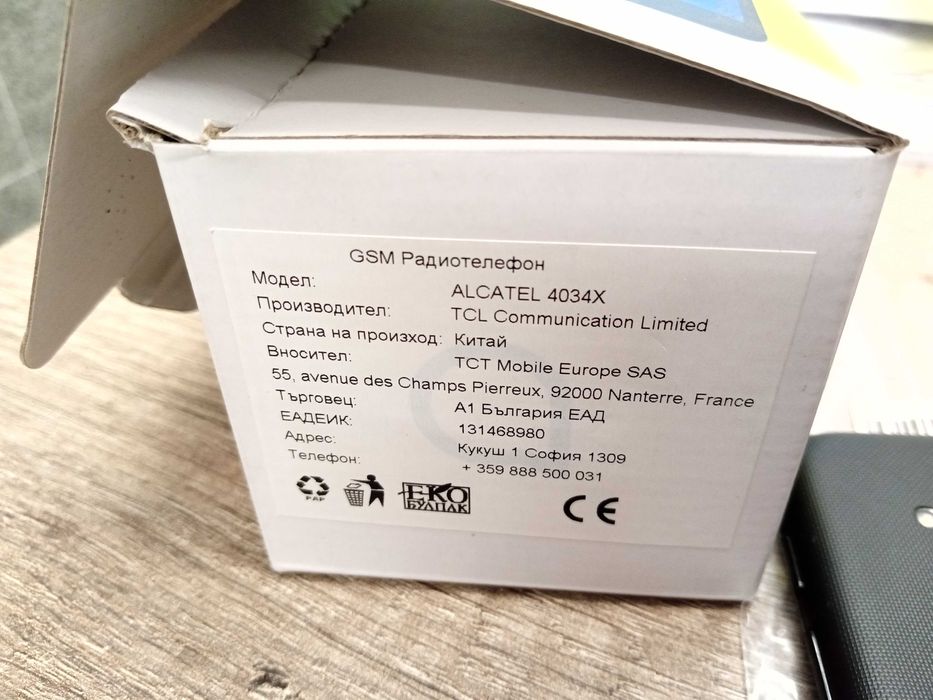 GSM Радиотелефон
Модел: ALCATEL 4034X
Производител: TCL Communication Limited
Страна на произход: Китай
Вносител: TCT Mobile Europe SAS
55, avenue des Champs Pierreux, 92000 Nanterre, France
Търговец: А1 България ЕАД
ЕАДЕИК: 131468980
Адрес: Кукуш 1 София 1309
Телефон: + 359 888 500 031
PAP
ЕКО
БУЛПАК
CE